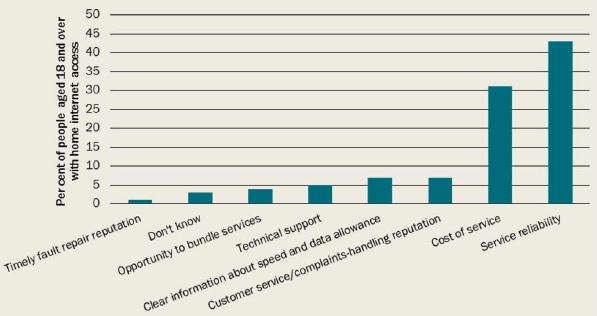 Per cent of people aged 18 and over
with home internet access
50
45
40
35
30
25
20
15
10
5
0
Timely fault repair reputation
Don't know
Opportunity to bundle services
Technical support
Clear information about speed and data allowance
Customer service/complaints-handling reputation
Cost of service
Service reliability